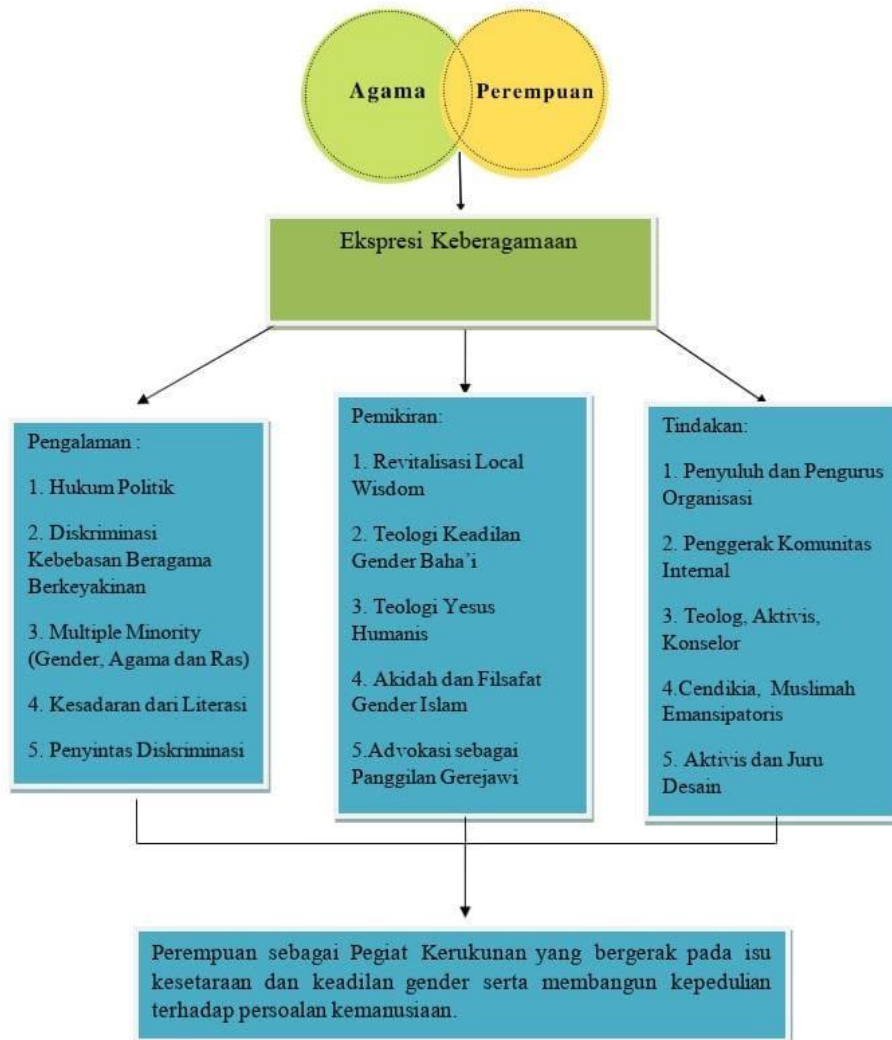 Agama
Perempuan
Ekspresi Keberagamaan
Pengalaman :
1. Hukum Politik
2. Diskriminasi
Kebebasan Beragama
Berkeyakinan
3. Multiple Minority
(Gender, Agama dan Ras)
4. Kesadaran dari Literasi
5. Penyintas Diskriminasi
Pemikiran:
1. Revitalisasi Local
Wisdom
2. Teologi Keadilan
Gender Baha’i
3. Teologi Yesus
Humanis
4. Akidah dan Filsafat
Gender Islam
5.Advokasi sebagai
Panggilan Gerejawi
Tindakan:
1. Penyuluh dan Pengurus
Organisasi
2. Penggerak Komunitas
Internal
3. Teolog, Aktivis,
Konselor
4.Cendikia, Muslimah
Emansipatoris
5. Aktivis dan Juru
Desain
Perempuan sebagai Pegiat Kerukunan yang bergerak pada isu
kesetaraan dan keadilan gender serta membangun kepedulian
terhadap persoalan kemanusiaan.